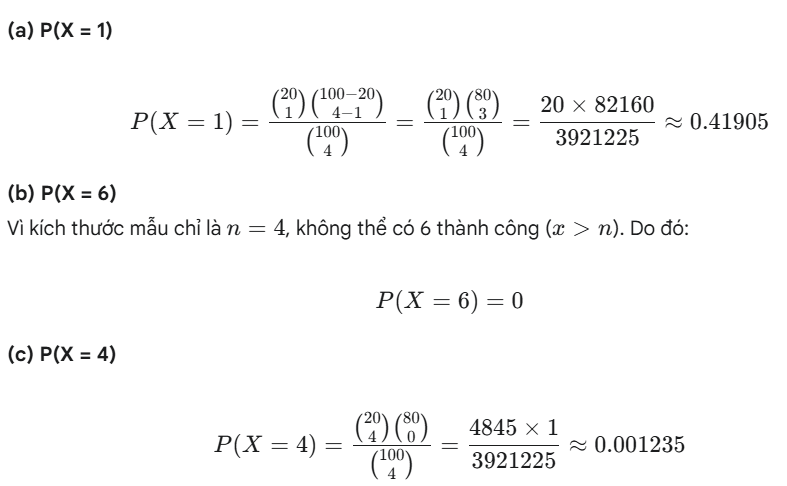 (a) P(X = 1)
$P(X = 1) = \frac{\binom{20}{1}\binom{100-20}{4-1}}{\binom{100}{4}} = \frac{\binom{20}{1}\binom{80}{3}}{\binom{100}{4}} = \frac{20 \times 82160}{3921225} \approx 0.41905$
(b) P(X = 6)
Vì kích thước mẫu chỉ là $n = 4$, không thể có 6 thành công ($x > n$). Do đó:
$P(X = 6) = 0$
(c) P(X = 4)
$P(X = 4) = \frac{\binom{20}{4}\binom{80}{0}}{\binom{100}{4}} = \frac{4845 \times 1}{3921225} \approx 0.001235$